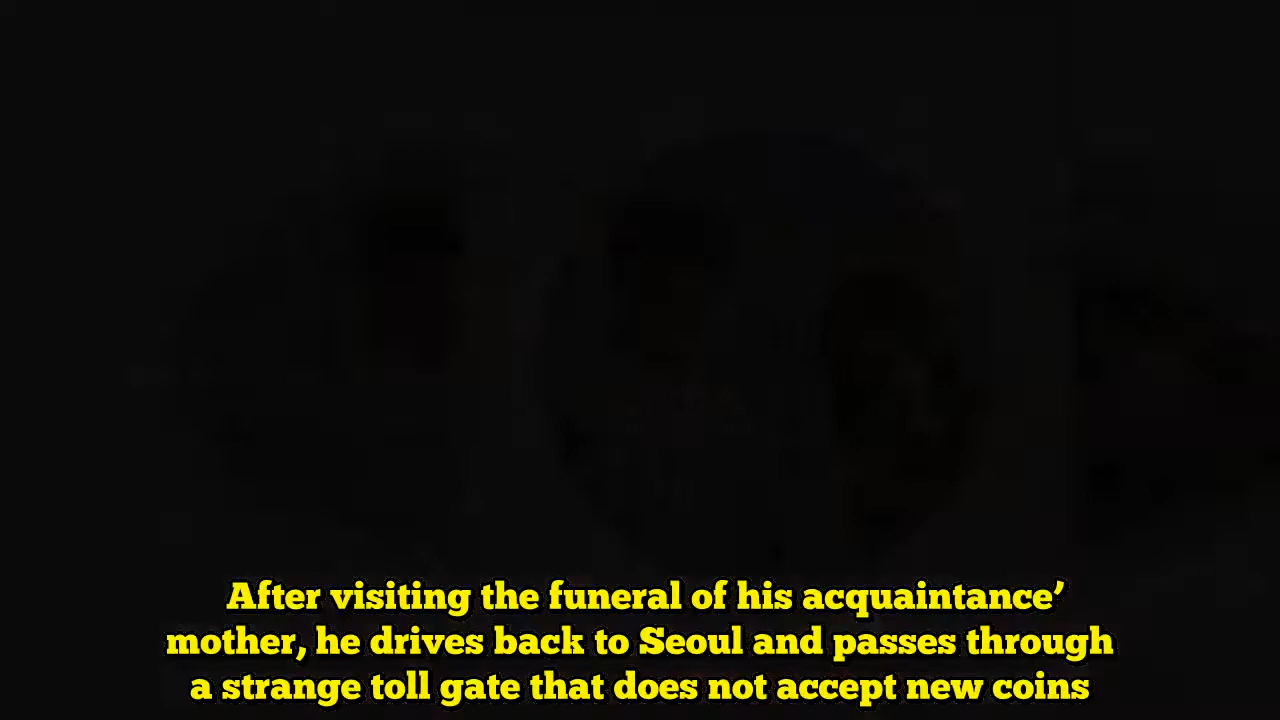 After visiting the funeral of his acquaintance’
mother, he drives back to Seoul and passes through
a strange toll gate that does not accept new coins